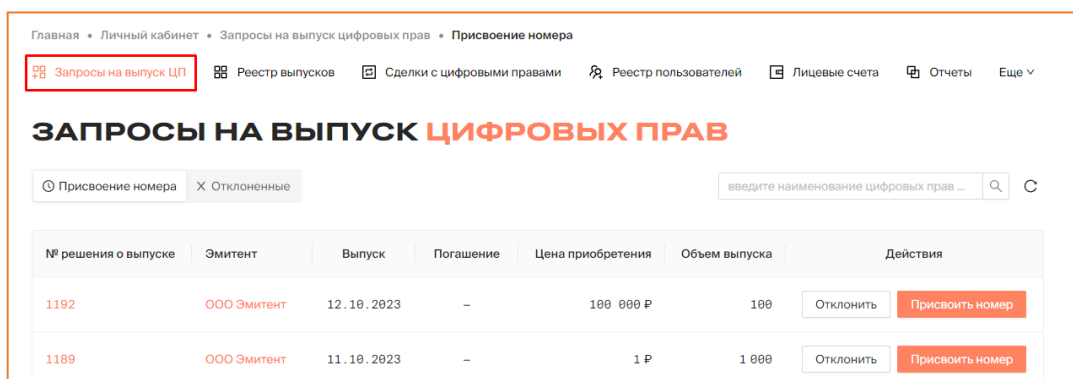 Главная • Личный кабинет • Запросы на выпуск цифровых прав • Присвоение номера
Запросы на выпуск ЦП Реестр выпусков Сделки с цифровыми правами Реестр пользователей Лицевые счета Отчеты Еще
ЗАПРОСЫ НА ВЫПУСК ЦИФРОВЫХ ПРАВ
Присвоение номера X Отклоненные введите наименование цифровых прав ...
№ решения о выпуске Эмитент Выпуск Погашение Цена приобретения Объем выпуска Действия
1192 ООО Эмитент 12.10.2023 – 100 000 ₽ 100 Отклонить Присвоить номер
1189 ООО Эмитент 11.10.2023 – 1 ₽ 1 000 Отклонить Присвоить номер